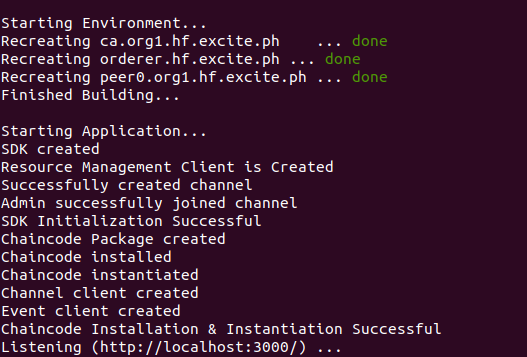 Starting Environment...
Recreating ca.org1.hf.excite.ph    ... done
Recreating orderer.hf.excite.ph ... done
Recreating peer0.org1.hf.excite.ph ... done
Finished Building...

Starting Application...
SDK created
Resource Management Client is Created
Successfully created channel
Admin successfully joined channel
SDK Initialization Successful
Chaincode Package created
Chaincode installed
Chaincode instantiated
Channel client created
Event client created
Chaincode Installation & Instantiation Successful
Listening (http://localhost:3000/) ...